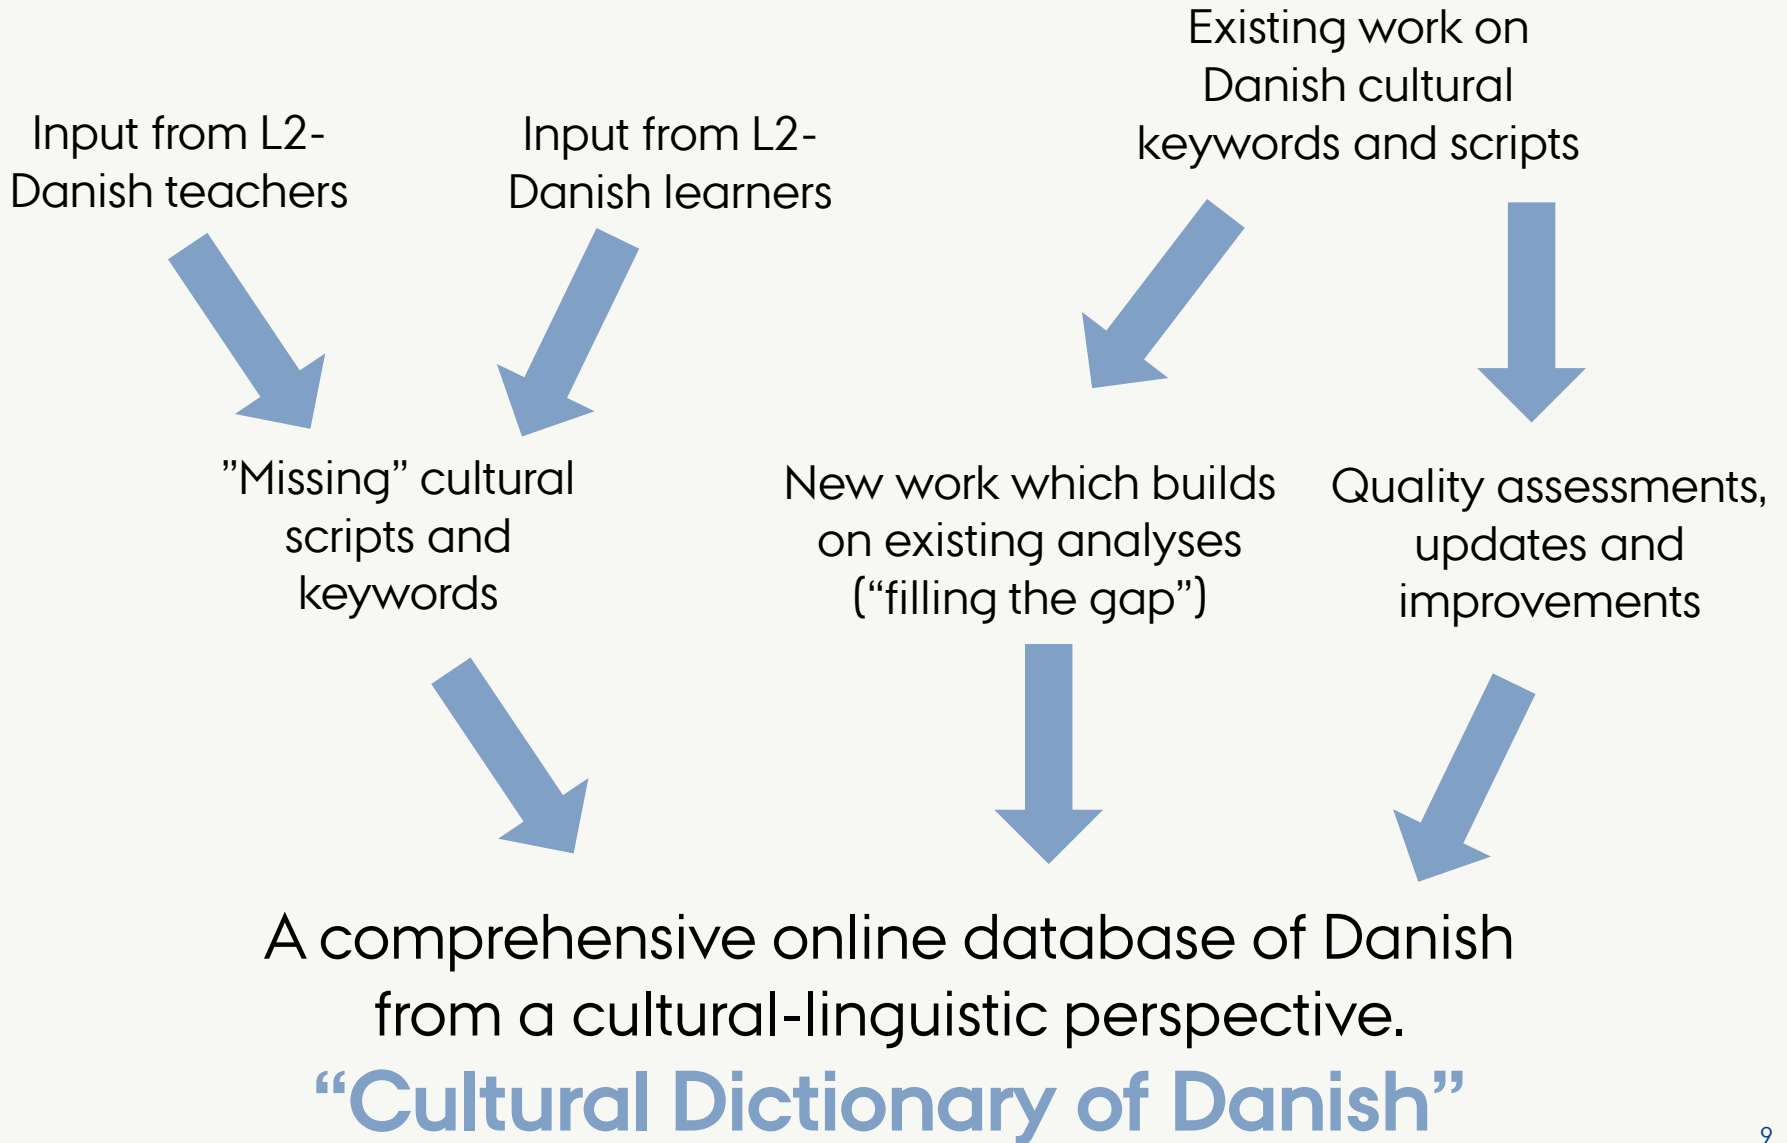 Input from L2-
Danish teachers
Input from L2-
Danish learners
Existing work on
Danish cultural
keywords and scripts
”Missing” cultural
scripts and
keywords
New work which builds
on existing analyses
(“filling the gap”)
Quality assessments,
updates and
improvements
A comprehensive online database of Danish
from a cultural-linguistic perspective.
“Cultural Dictionary of Danish”
9